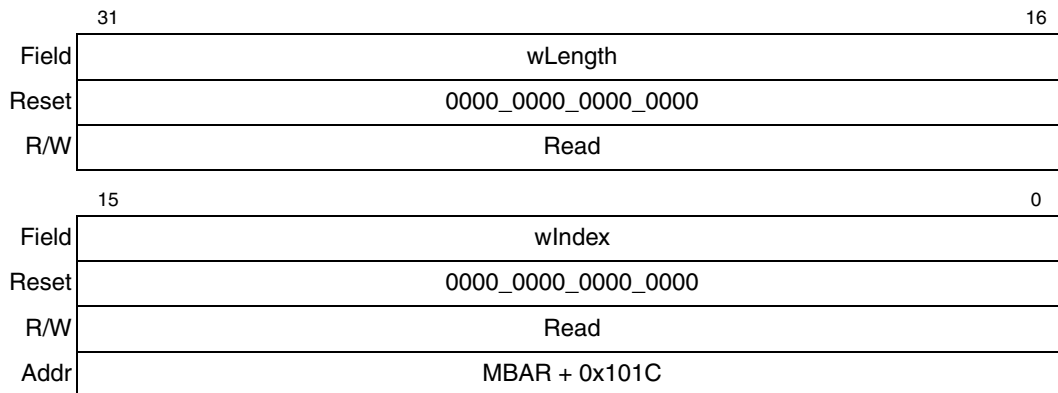 31 16
Field wLength
Reset 0000_0000_0000_0000
R/W Read
15 0
Field wIndex
Reset 0000_0000_0000_0000
R/W Read
Addr MBAR + 0x101C